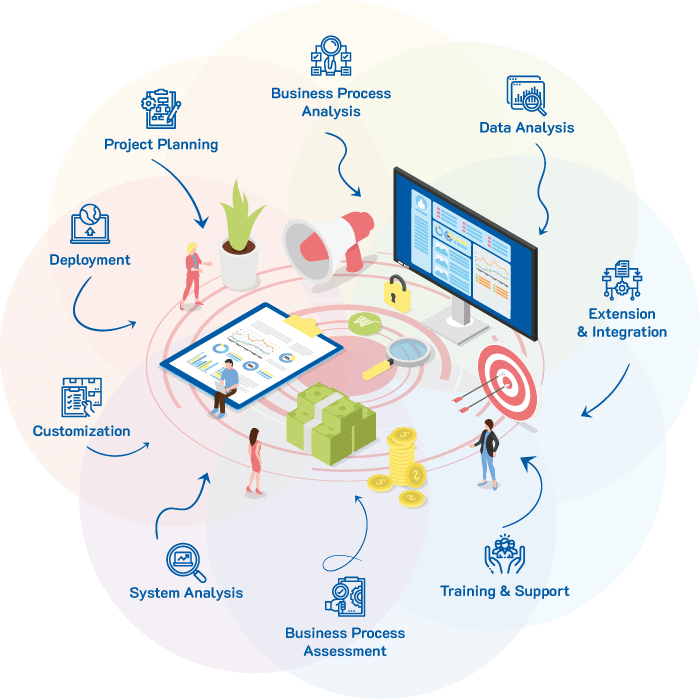 Business Process
Analysis
Data Analysis
Project Planning
Deployment
Extension
& Integration
Customization
System Analysis
Training & Support
Business Process
Assessment